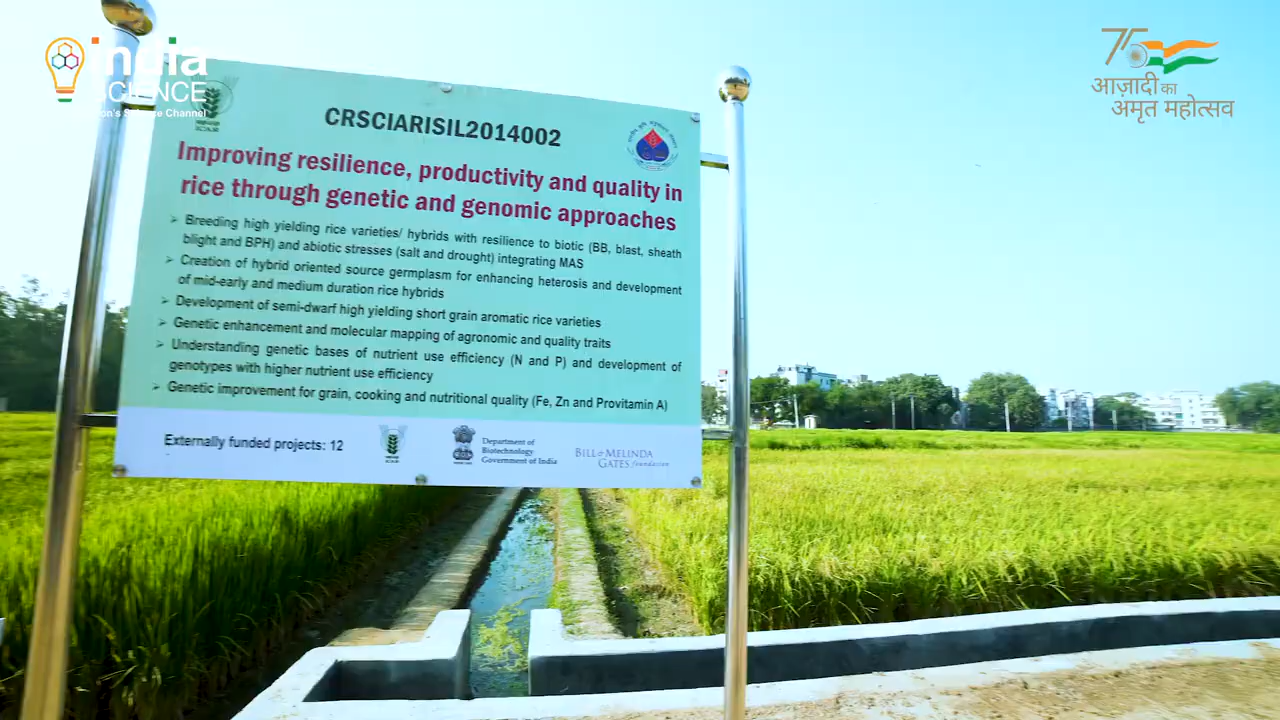 india
SCIENCE
on's Science Channel
75
आज़ादी का
अमृत महोत्सव
ICAR
CRSCIARISIL2014002
Improving resilience, productivity and quality in
rice through genetic and genomic approaches
➢ Breeding high yielding rice varieties/ hybrids with resilience to biotic (BB, blast, sheath
blight and BPH) and abiotic stresses (salt and drought) integrating MAS
➢ Creation of hybrid oriented source germplasm for enhancing heterosis and development
of mid-early and medium duration rice hybrids
➢ Development of semi-dwarf high yielding short grain aromatic rice varieties
➢ Genetic enhancement and molecular mapping of agronomic and quality traits
➢ Understanding genetic bases of nutrient use efficiency (N and P) and development of
genotypes with higher nutrient use efficiency
➢ Genetic improvement for grain, cooking and nutritional quality (Fe, Zn and Provitamin A)
Externally funded projects: 12
ICAR
Department of
Biotechnology
Government of India
BILL & MELINDA
GATES foundation